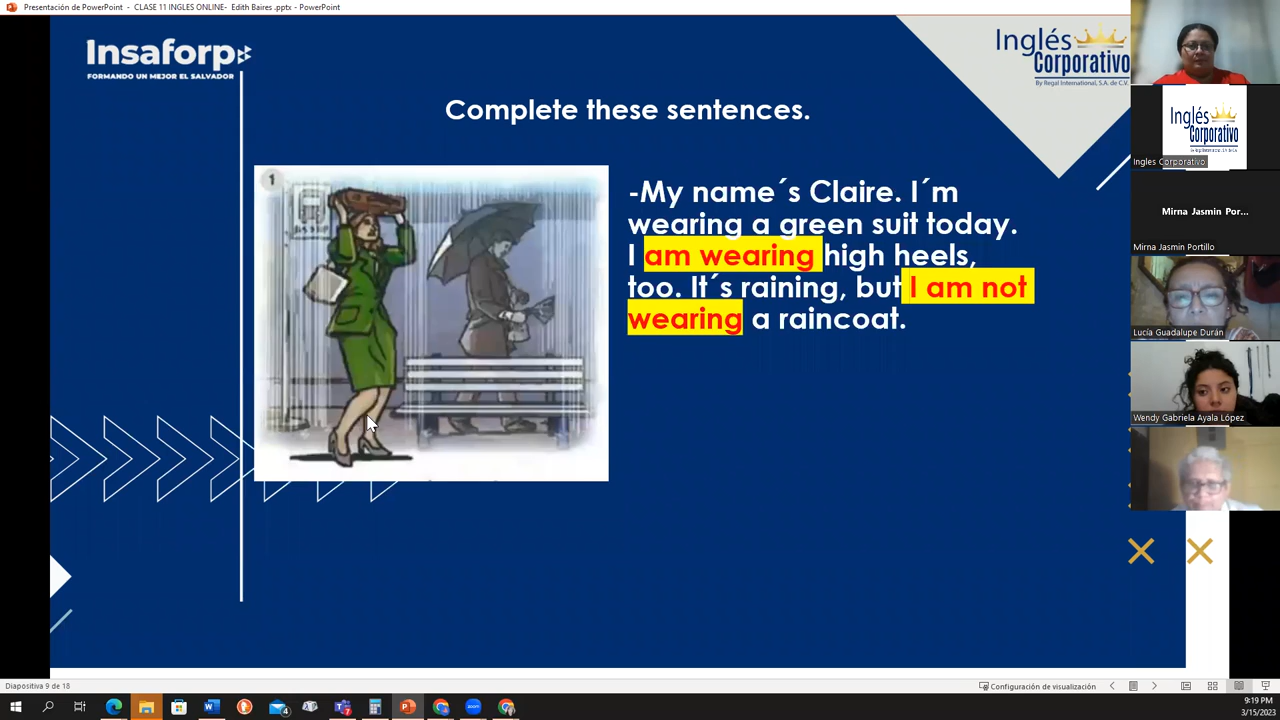 Presentación de PowerPoint - CLASE 11 INGLES ONLINE- Edith Baires .pptx - PowerPoint
Insaforp
FORMANDO UN MEJOR EL SALVADOR
Inglés
Corporativo
By Regal International, S.A. de C.V.
Complete these sentences.
1
-My name´s Claire. I´m
wearing a green suit today.
I am wearing high heels,
too. It´s raining, but I am not
wearing a raincoat.
Inglés
Corporativo
Ingles Corporativo
Mirna Jasmin Por...
Mirna Jasmin Portillo
Lucía Guadalupe Durán
Wendy Gabriela Ayala López
Diapositiva 9 de 18
Configuración de visualización
9:19 PM
3/15/2023